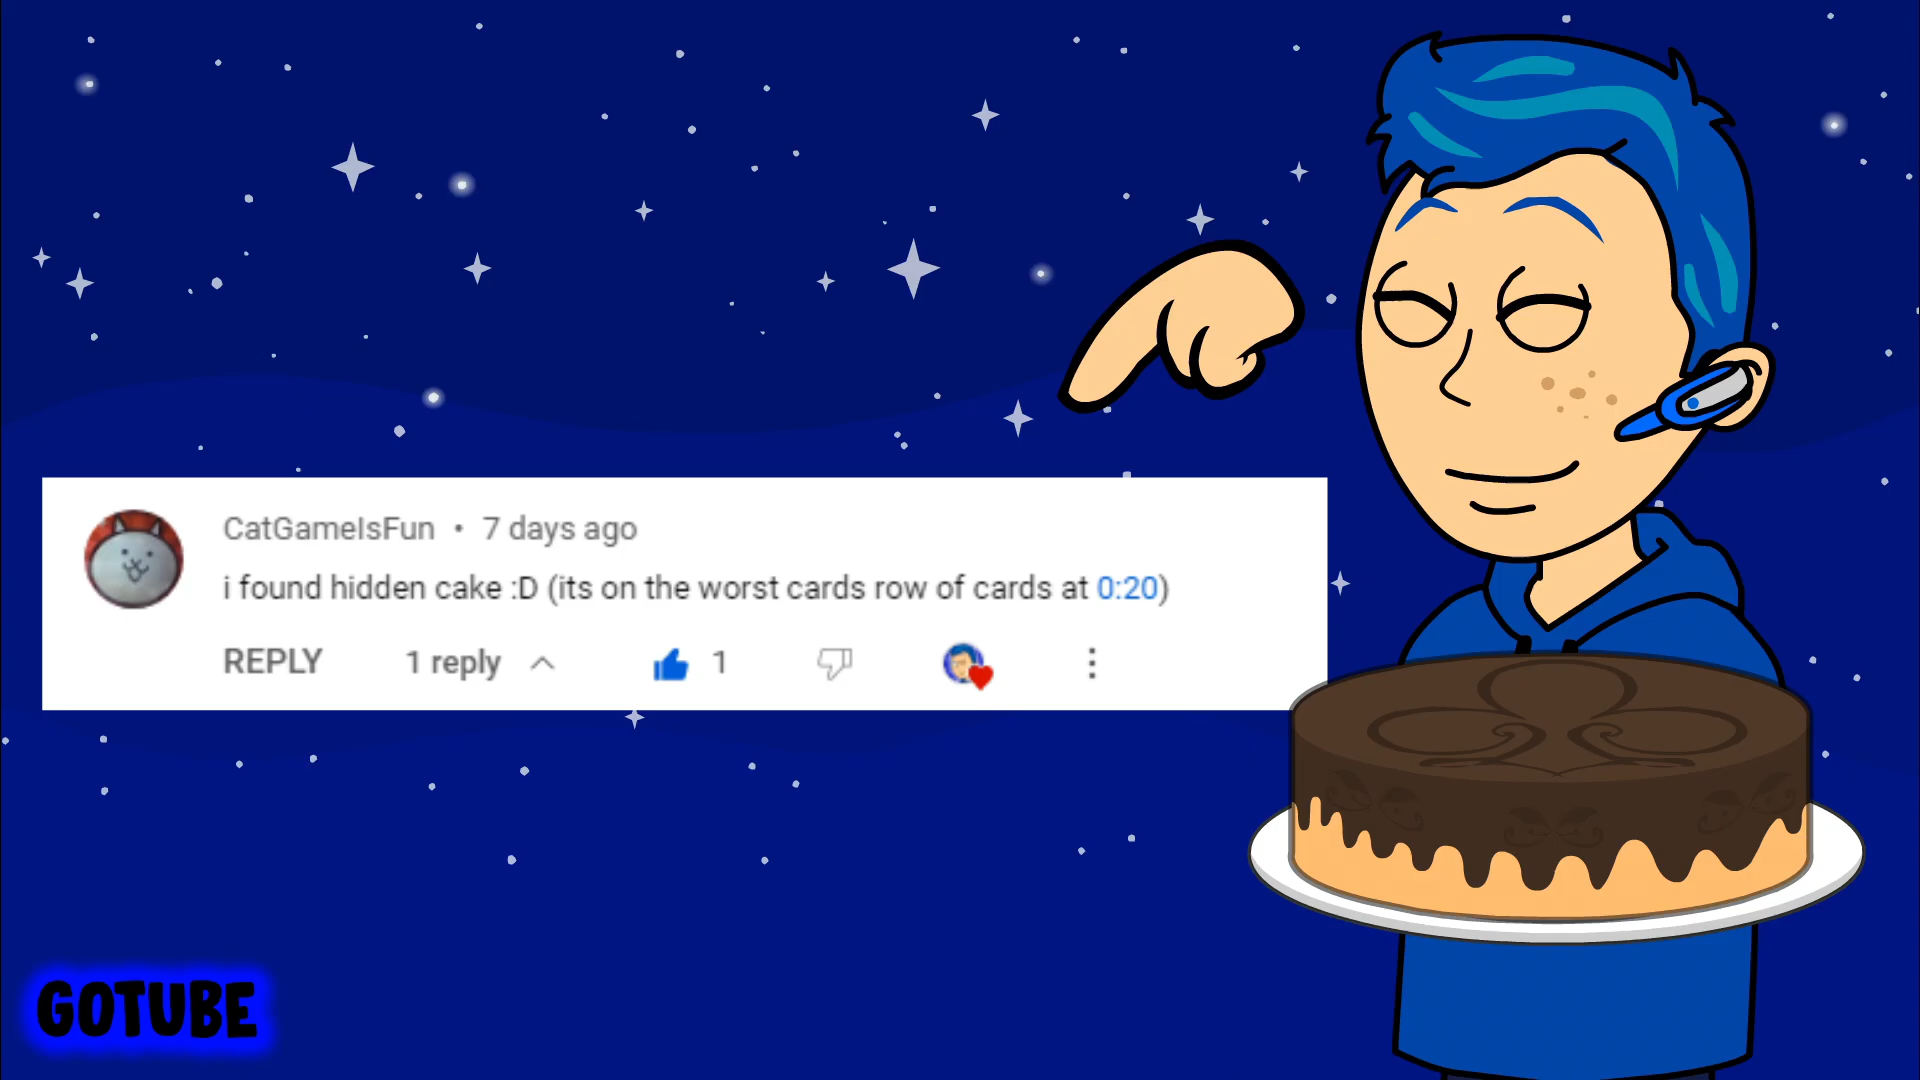 CatGameIsFun • 7 days ago
i found hidden cake :D (its on the worst cards row of cards at 0:20)
REPLY 1 reply 1
GOTUBE